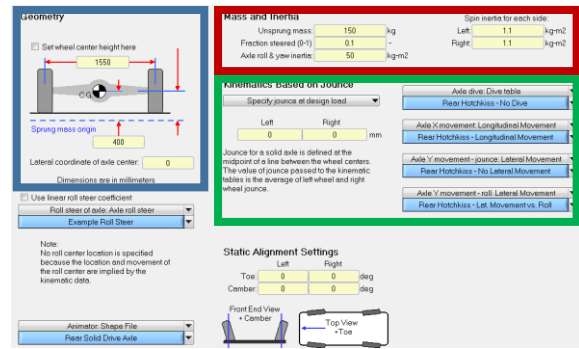 Geometry
Set wheel center height here
1550
C.G.
Sprung mass origin
400
Lateral coordinate of axle center: 0
Dimensions are in millimeters
Use linear roll steer coefficient
Roll steer of axle: Axle roll steer
Example Roll Steer
Note:
No roll center location is specified
because the location and movement of
the roll center are implied by the
kinematic data.
Animator: Shape File
Rear Solid Drive Axle
Mass and Inertia
Unsprung mass: 150 kg
Fraction steered (0-1) 0.1 -
Axle roll & yaw inertia: 50 kg-m2
Spin inertia for each side:
Left: 1.1 kg-m2
Right: 1.1 kg-m2
Kinematics Based on Jounce
Specify jounce at design load
Left Right
0 0 mm
Jounce for a solid axle is defined at the
midpoint of a line between the wheel centers.
The value of jounce passed to the kinematic
tables is the average of left wheel and right
wheel jounce.
Axle dive: Dive table
Rear Hotchkiss - No Dive
Axle X movement: Longitudinal Movement
Rear Hotchkiss - Longitudinal Movement
Axle Y movement - jounce: Lateral Movement
Rear Hotchkiss - No Lateral Movement
Axle Y movement - roll: Lateral Movement
Rear Hotchkiss - Lat. Movement vs. Roll
Static Alignment Settings
Left Right
Toe: 0 0 deg
Camber: 0 0 deg
Front End View
+ Camber
Top View
+Toe